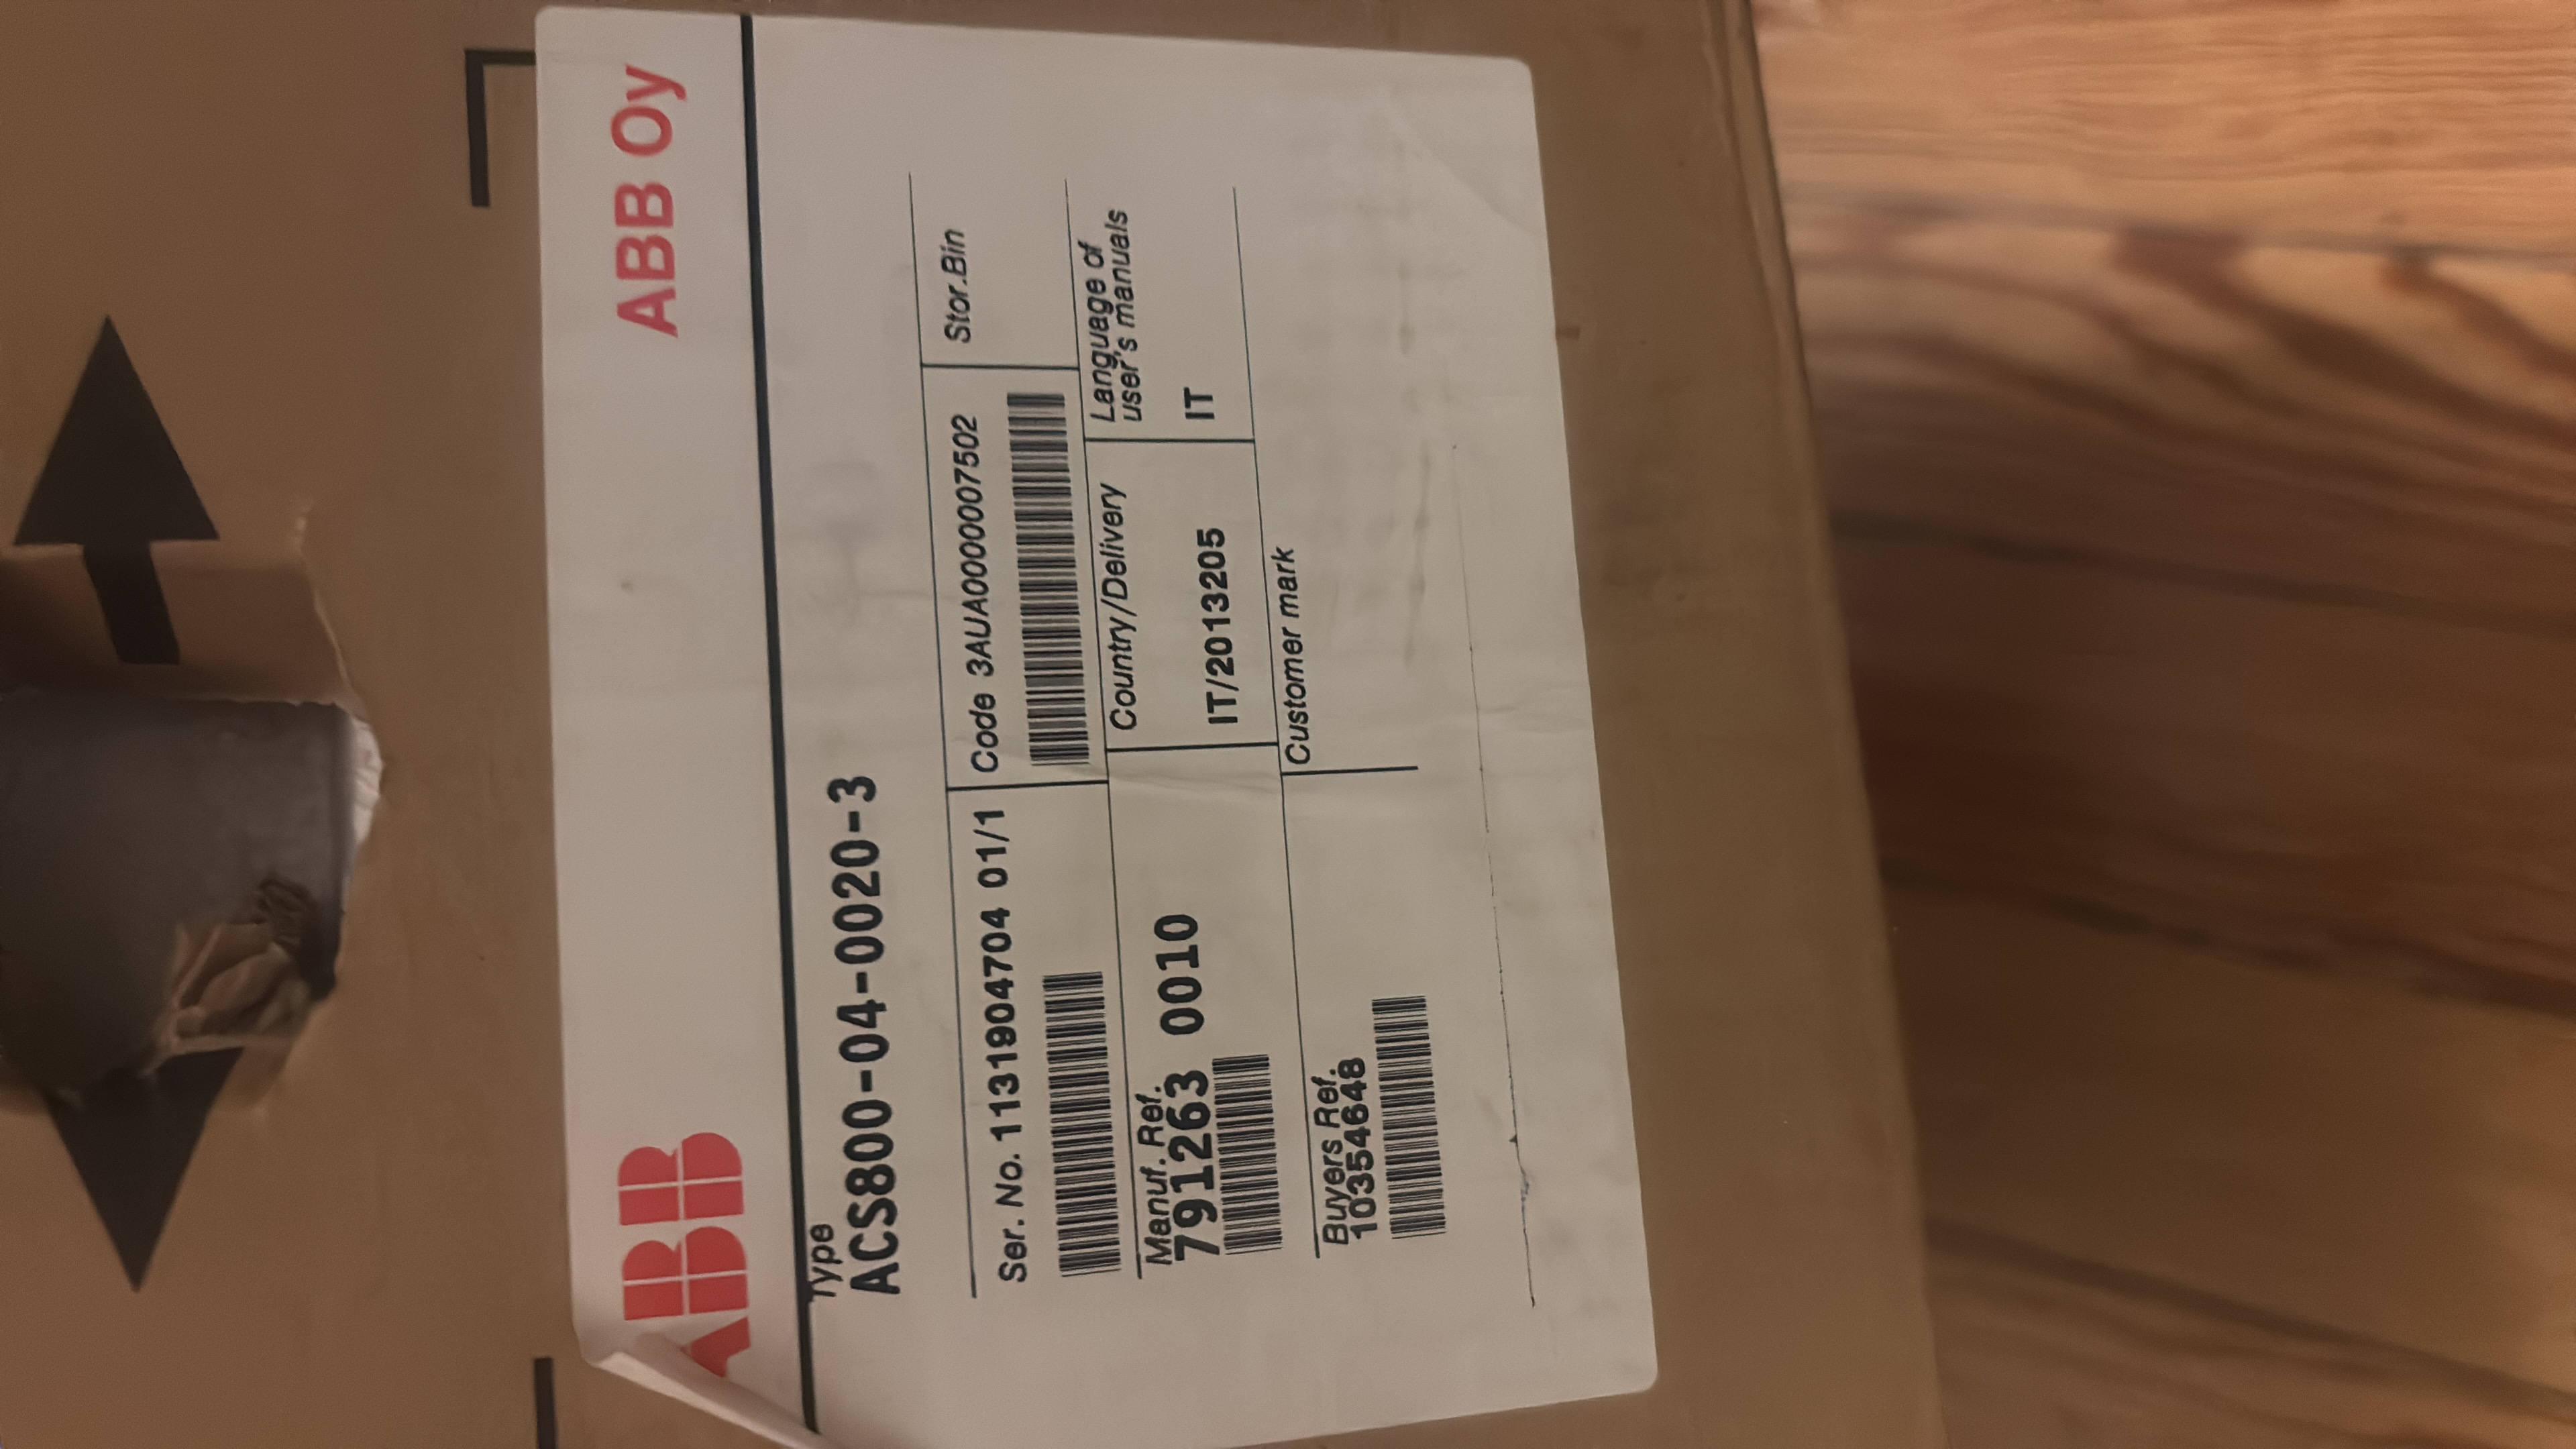 ABB
ABB Oy
Type
ACS800-04-0020-3
Ser. No. 1131904704 01/1
Code 3AUA0000007502
Stor.Bin
Manuf. Ref.
791263 0010
Country/Delivery
IT/2013205
Language of
user's manuals
IT
Buyers Ref.
10354648
Customer mark